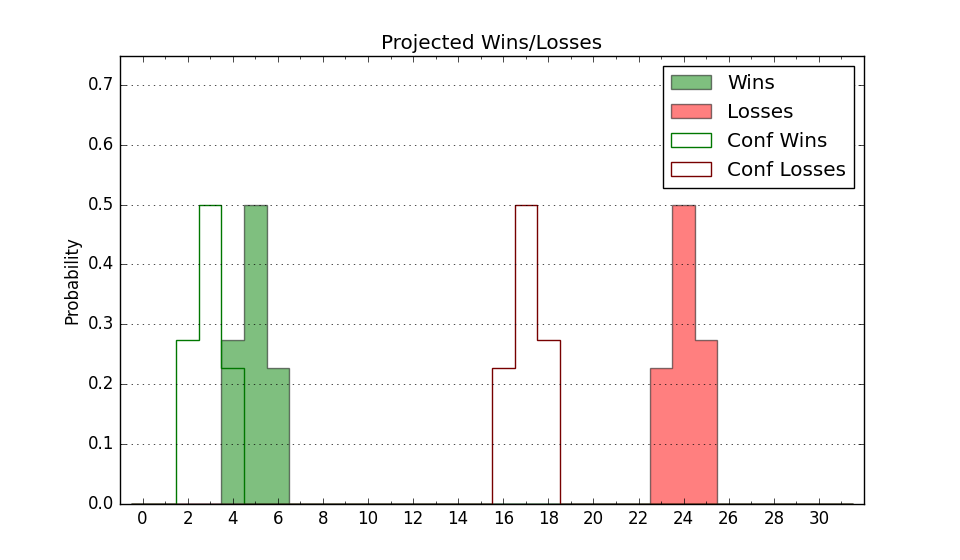 Projected Wins/Losses
Wins
Losses
Conf Wins
Conf Losses
Probability
0.7
0.6
0.5
0.4
0.3
0.2
0.1
0.0
0 2 4 6 8 10 12 14 16 18 20 22 24 26 28 30